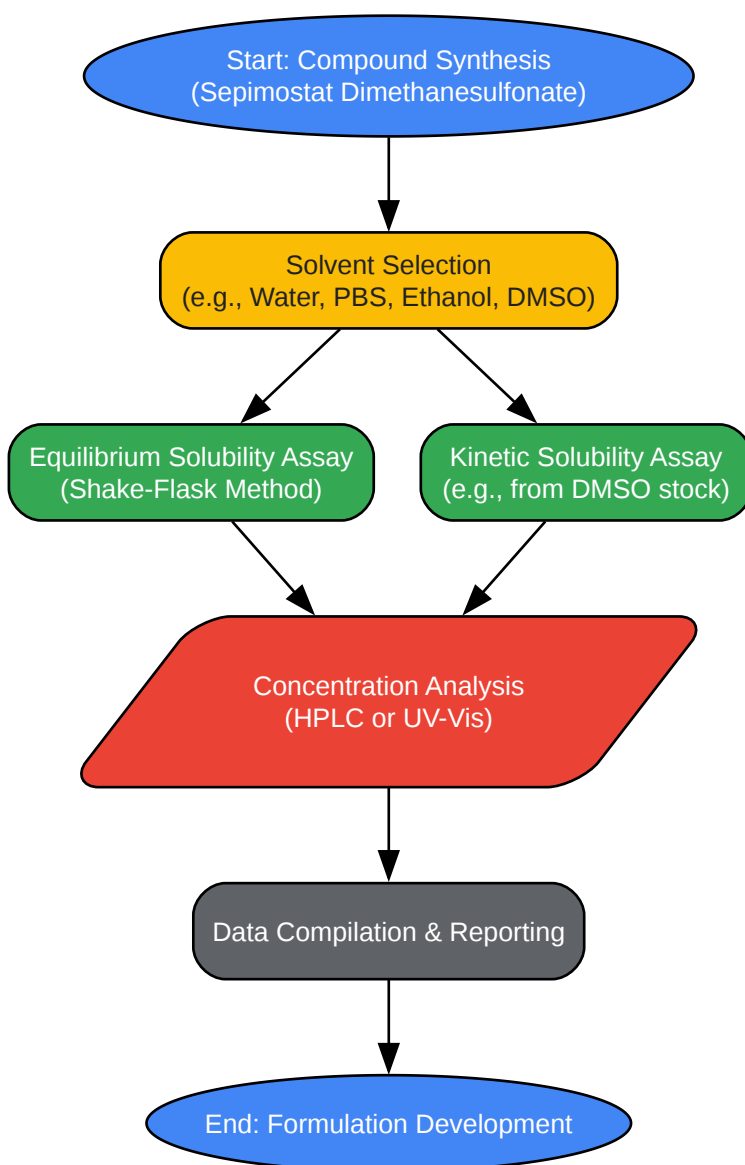 Start: Compound Synthesis
(Sepimostat Dimethanesulfonate)
Solvent Selection
(e.g., Water, PBS, Ethanol, DMSO)
Equilibrium Solubility Assay
(Shake-Flask Method)
Kinetic Solubility Assay
(e.g., from DMSO stock)
Concentration Analysis
(HPLC or UV-Vis)
Data Compilation & Reporting
End: Formulation Development